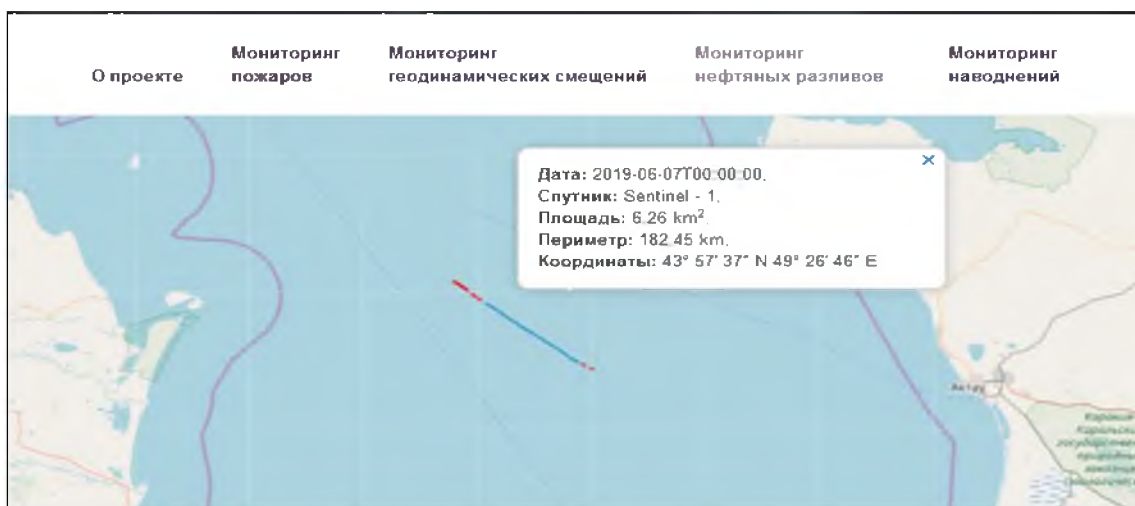 О проекте
Мониторинг
пожаров
Мониторинг
геодинамических смещений
Мониторинг
нефтяных разливов
Мониторинг
наводнений
Дата: 2019-06-07T00:00:00,
Спутник: Sentinel - 1,
Площадь: 6.26 km²,
Периметр: 182.45 km,
Координаты: 43° 57' 37" N 49° 26' 46" E
Актау